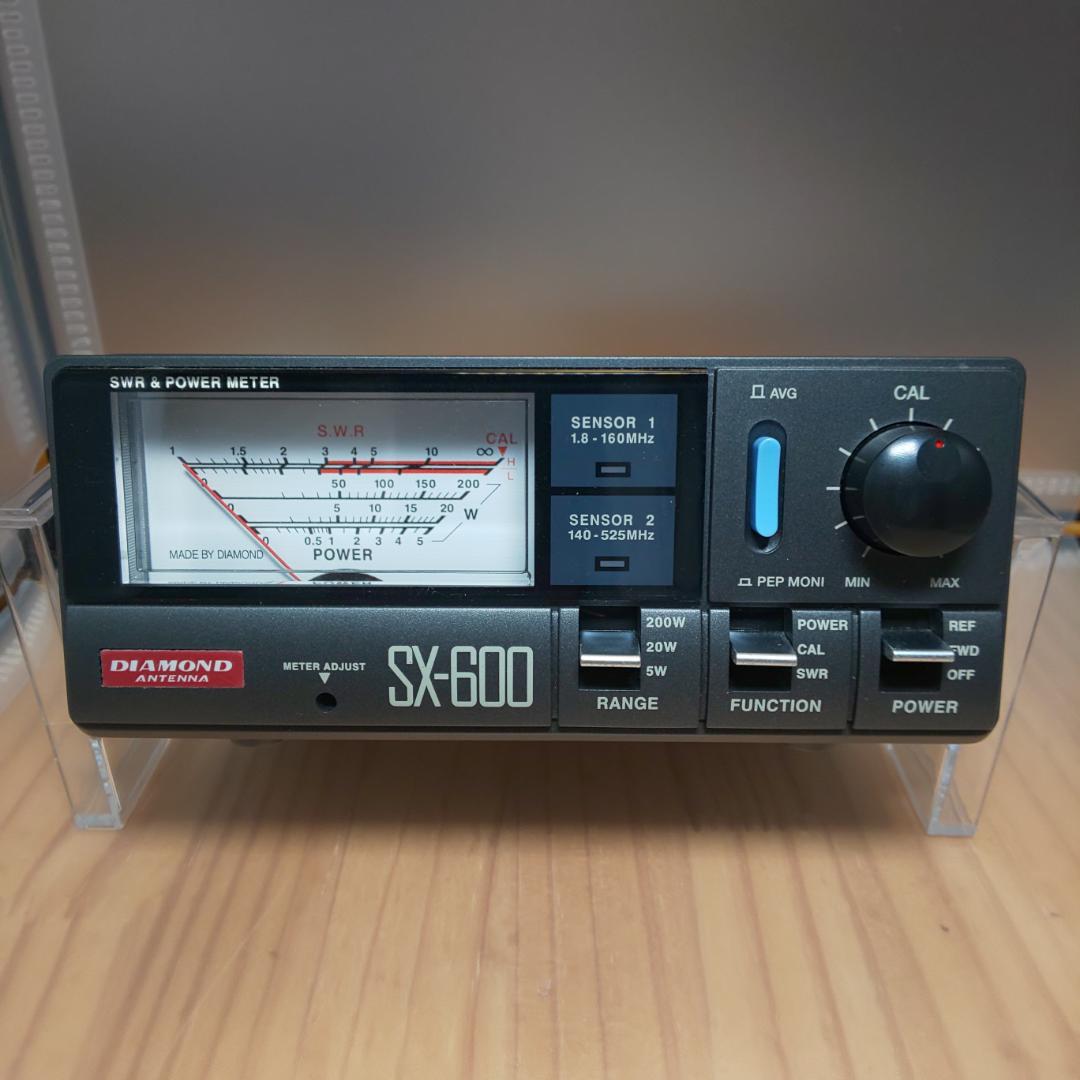 SWR & POWER METER
S.W.R
CAL
1 1.5 2 3 4 5 10 ∞
H
L
0 50 100 150 200
0 5 10 15 20
W
0 0.5 1 2 3 4 5
MADE BY DIAMOND
POWER
SENSOR 1
1.8 - 160MHz
SENSOR 2
140 - 525MHz
AVG
PEP MONI
CAL
MIN MAX
DIAMOND
ANTENNA
METER ADJUST
SX-600
200W
20W
5W
RANGE
POWER
CAL
SWR
FUNCTION
REF
FWD
OFF
POWER